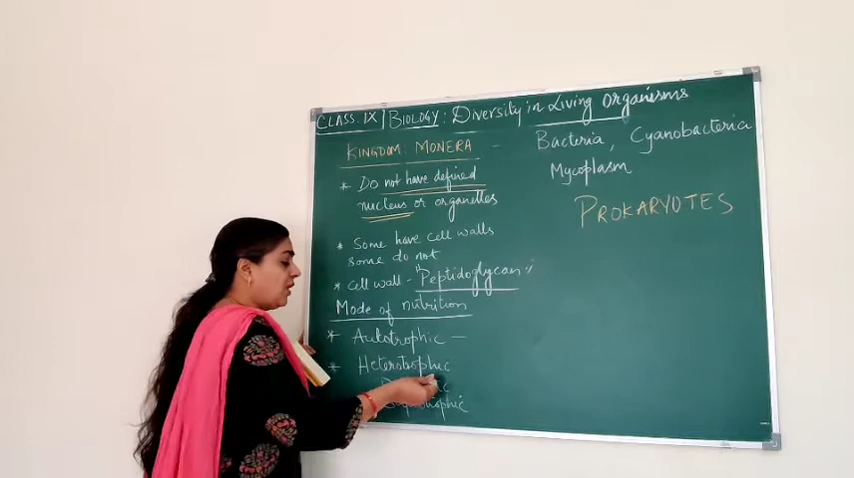 CLASS: IX | BIOLOGY: Diversity in Living Organisms
KINGDOM: MONERA -
* Do not have defined
nucleus or organelles
* Some have cell walls
some do not
* cell wall - "Peptidoglycan"
Mode of nutrition
* Autotrophic -
* Heterotrophic
Bacteria, Cyanobacteria
Mycoplasm
PROKARYOTES